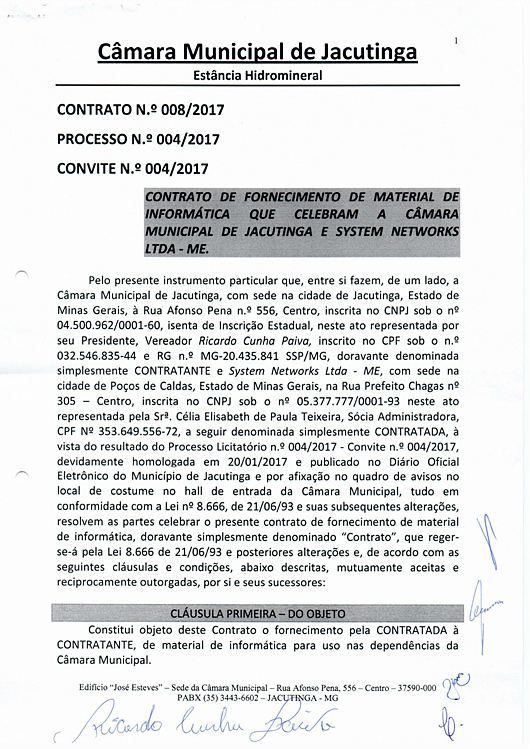 1
Câmara Municipal de Jacutinga
Estância Hidromineral
CONTRATO N.º 008/2017
PROCESSO N.º 004/2017
CONVITE N.º 004/2017
CONTRATO DE FORNECIMENTO DE MATERIAL DE
INFORMÁTICA QUE CELEBRAM A CÂMARA
MUNICIPAL DE JACUTINGA E SYSTEM NETWORKS
LTDA - ME.
Pelo presente instrumento particular que, entre si fazem, de um lado, a
Câmara Municipal de Jacutinga, com sede na cidade de Jacutinga, Estado de
Minas Gerais, à Rua Afonso Pena n.º 556, Centro, inscrita no CNPJ sob o nº
04.500.962/0001-60, isenta de Inscrição Estadual, neste ato representada por
seu Presidente, Vereador Ricardo Cunha Paiva, inscrito no CPF sob o n.º
032.546.835-44 e RG n.º MG-20.435.841 SSP/MG, doravante denominada
simplesmente CONTRATANTE e System Networks Ltda - ME, com sede na
cidade de Poços de Caldas, Estado de Minas Gerais, na Rua Prefeito Chagas nº
305 – Centro, inscrita no CNPJ sob o nº 05.377.777/0001-93 neste ato
representada pela Srª. Célia Elisabeth de Paula Teixeira, Sócia Administradora,
CPF Nº 353.649.556-72, a seguir denominada simplesmente CONTRATADA, à
vista do resultado do Processo Licitatório n.º 004/2017 - Convite n.º 004/2017,
devidamente homologada em 20/01/2017 e publicado no Diário Oficial
Eletrônico do Município de Jacutinga e por afixação no quadro de avisos no
local de costume no hall de entrada da Câmara Municipal, tudo em
conformidade com a Lei nº 8.666, de 21/06/93 e suas subsequentes alterações,
resolvem as partes celebrar o presente contrato de fornecimento de material
de informática, doravante simplesmente denominado “Contrato”, que reger-
se-á pela Lei 8.666 de 21/06/93 e posteriores alterações e, de acordo com as
seguintes cláusulas e condições, abaixo descritas, mutuamente aceitas e
reciprocamente outorgadas, por si e seus sucessores:
CLÁUSULA PRIMEIRA – DO OBJETO
Constitui objeto deste Contrato o fornecimento pela CONTRATADA à
CONTRATANTE, de material de informática para uso nas dependências da
Câmara Municipal.
Edifício “José Esteves” – Sede da Câmara Municipal – Rua Afonso Pena, 556 – Centro – 37590-000
PABX (35) 3443-6602 – JACUTINGA - MG
Ricardo Cunha Paiva